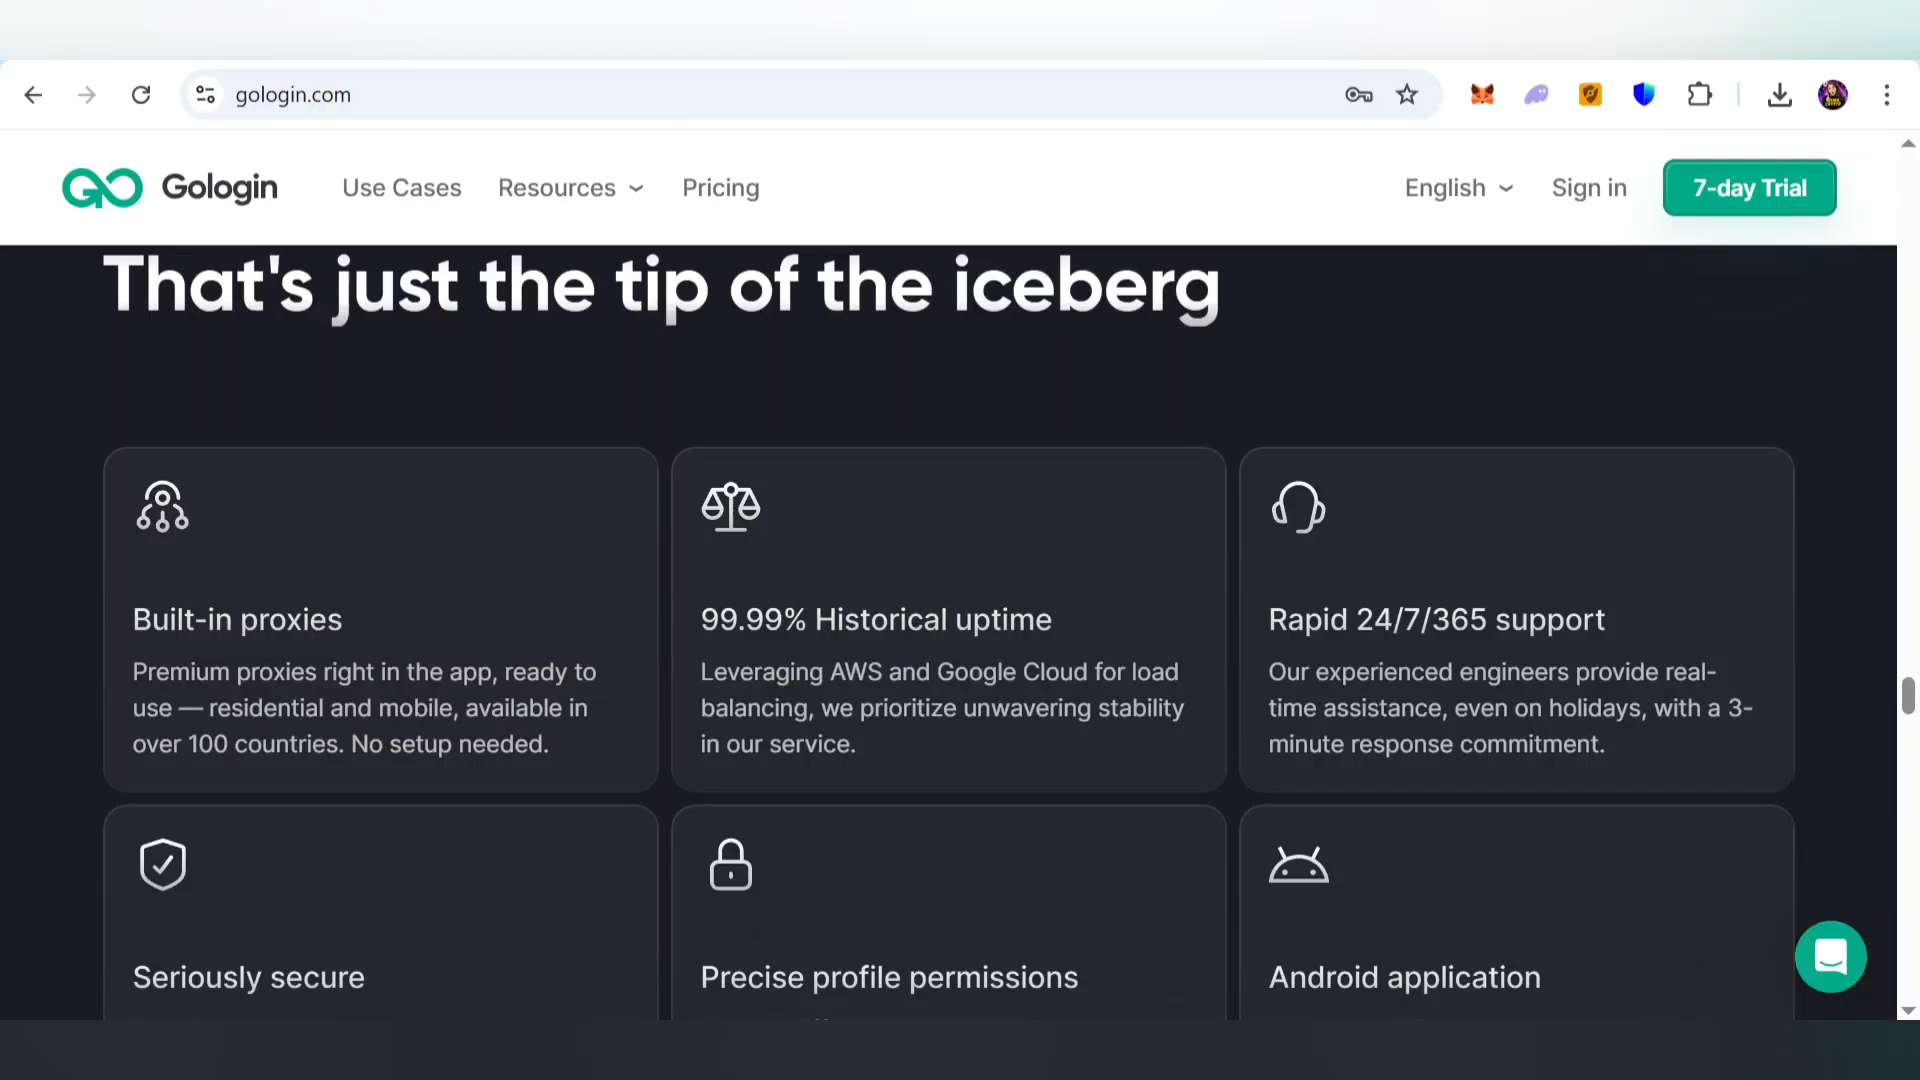 gologin.com
Gologin
Use Cases
Resources
Pricing
English
Sign in
7-day Trial
That's just the tip of the iceberg
Built-in proxies
Premium proxies right in the app, ready to
use — residential and mobile, available in
over 100 countries. No setup needed.
99.99% Historical uptime
Leveraging AWS and Google Cloud for load
balancing, we prioritize unwavering stability
in our service.
Rapid 24/7/365 support
Our experienced engineers provide real-
time assistance, even on holidays, with a 3-
minute response commitment.
Seriously secure
Precise profile permissions
Android application